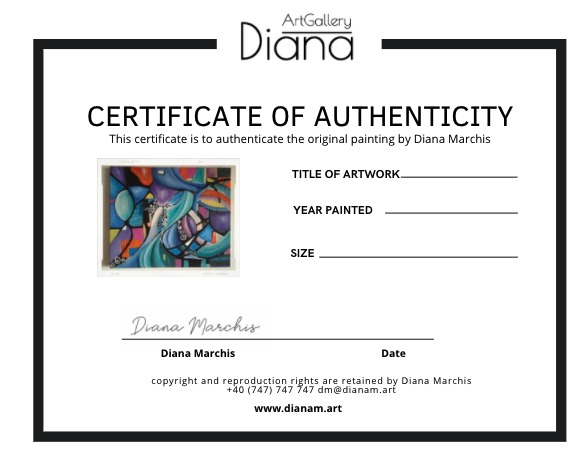 ArtGallery
Diana
CERTIFICATE OF AUTHENTICITY
This certificate is to authenticate the original painting by Diana Marchis
TITLE OF ARTWORK
YEAR PAINTED
SIZE
Diana Marchis
Diana Marchis
Date
copyright and reproduction rights are retained by Diana Marchis
+40 (747) 747 747 dm@dianam.art
www.dianam.art